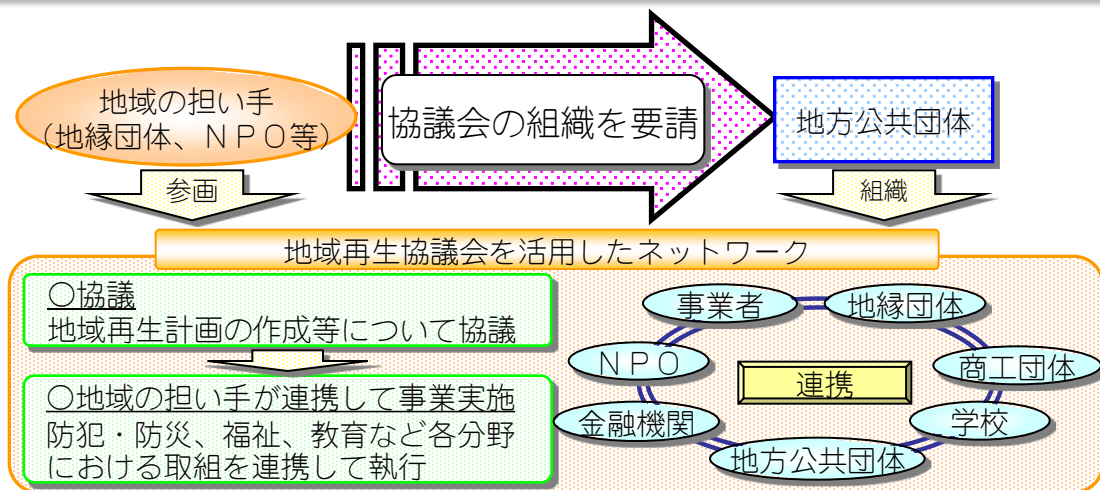 地域の担い手
（地縁団体、ＮＰＯ等）
協議会の組織を要請
地方公共団体
参画
組織
地域再生協議会を活用したネットワーク
○協議
地域再生計画の作成等について協議
○地域の担い手が連携して事業実施
防犯・防災、福祉、教育など各分野
における取組を連携して執行
事業者
地縁団体
ＮＰＯ
商工団体
連携
金融機関
学校
地方公共団体